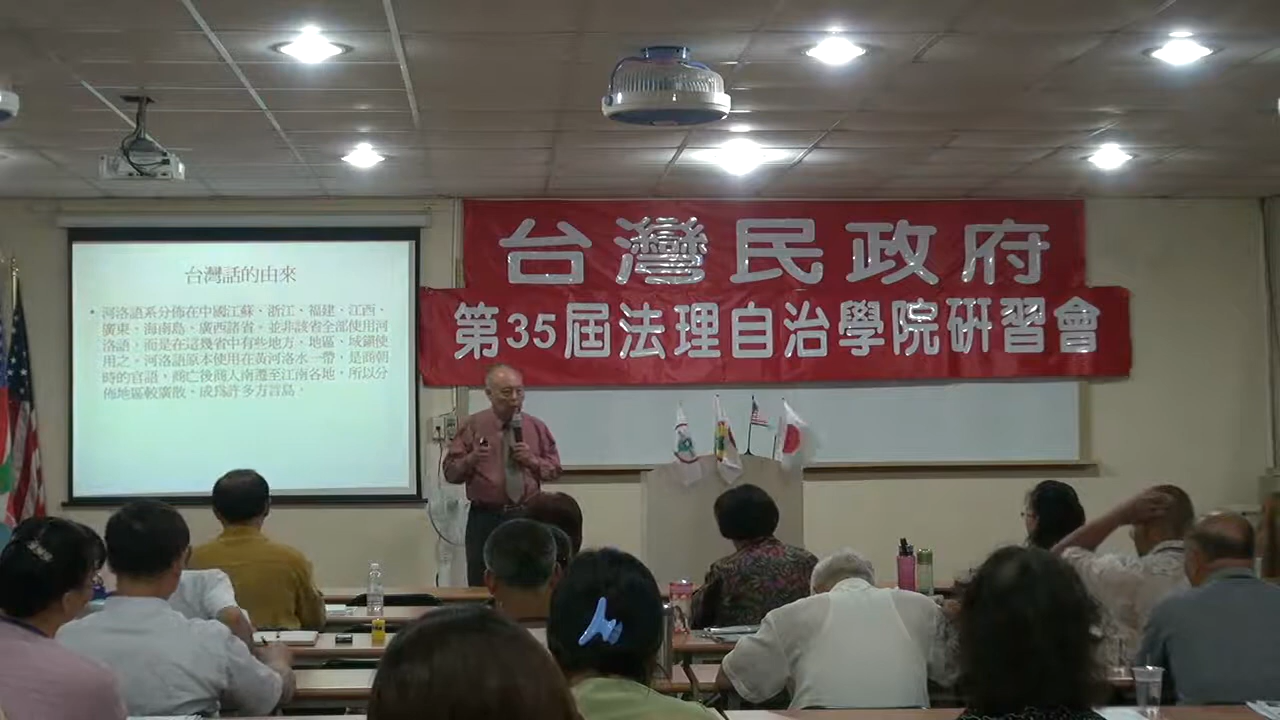 台灣民政府
第35屆法理自治學院研習會
台灣話的由來
• 河洛語系分佈在中國江蘇、浙江、福建、江西、
廣東、海南島、廣西諸省。並非該省全部使用河
洛語，而是在這幾省中有些地方、地區、域鎮使
用之。河洛語原本使用在黃河洛水一帶，是商朝
時的官語，商亡後商人南遷至江南各地，所以分
佈地區較廣散，成為許多方言島。